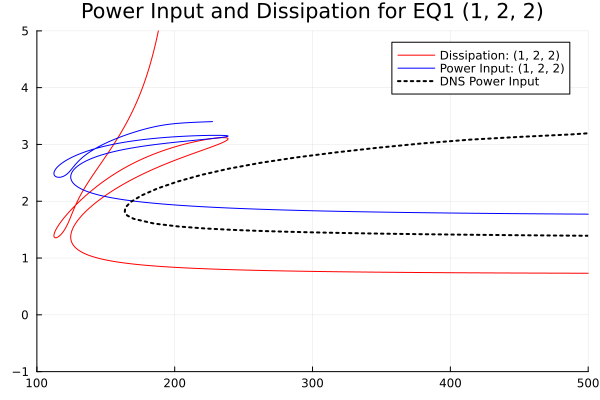 Power Input and Dissipation for EQ1 (1, 2, 2)
5
Dissipation: (1, 2, 2)
Power Input: (1, 2, 2)
DNS Power Input
4
3
2
1
0
−1
100 200 300 400 500